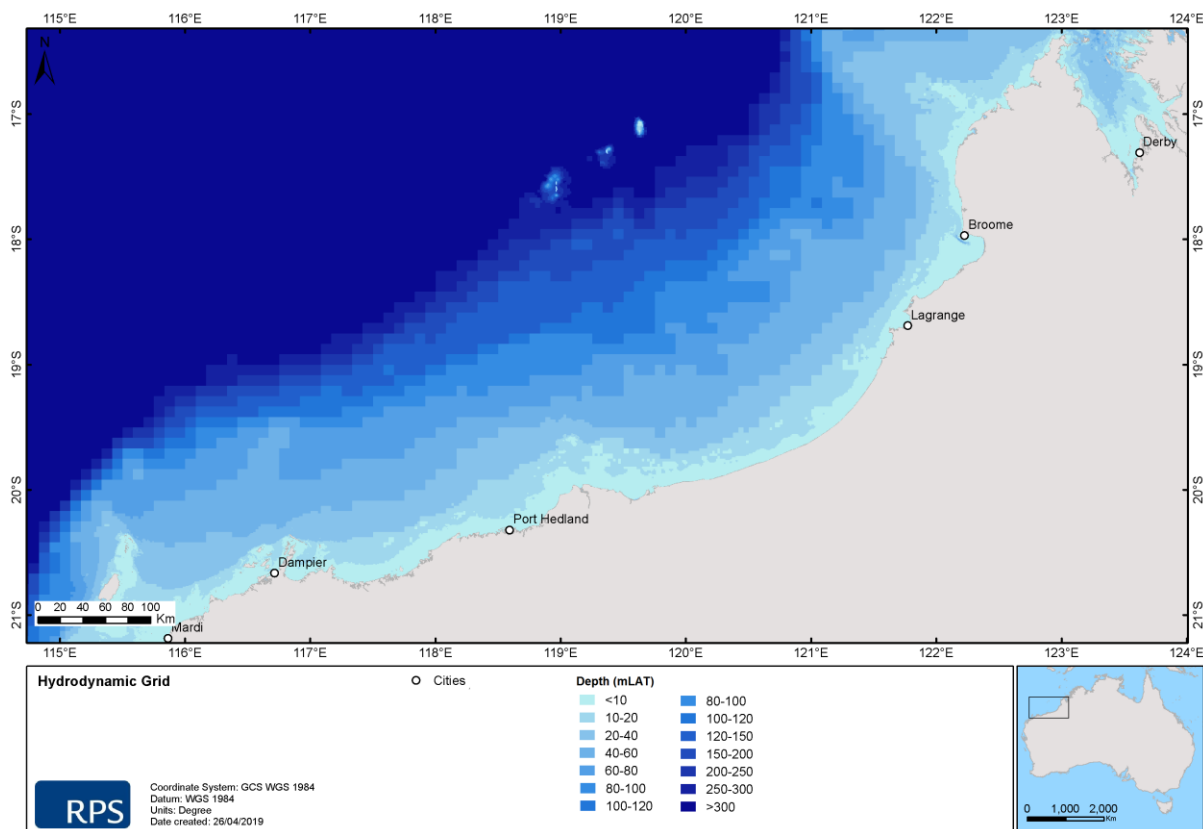 115°E 116°E 117°E 118°E 119°E 120°E 121°E 122°E 123°E 124°E
N
17°S 17°S
Derby
18°S Broome 18°S
Lagrange
19°S 19°S
20°S 20°S
Port Hedland
Dampier
0 20 40 60 80 100
Km
21°S 21°S
Mardi
115°E 116°E 117°E 118°E 119°E 120°E 121°E 122°E 123°E 124°E
Hydrodynamic Grid
Cities
Depth (mLAT)
<10
10-20
20-40
40-60
60-80
80-100
100-120
80-100
100-120
120-150
150-200
200-250
250-300
>300
RPS
Coordinate System: GCS WGS 1984
Datum: WGS 1984
Units: Degree
Date created: 26/04/2019
0 1,000 2,000
Km